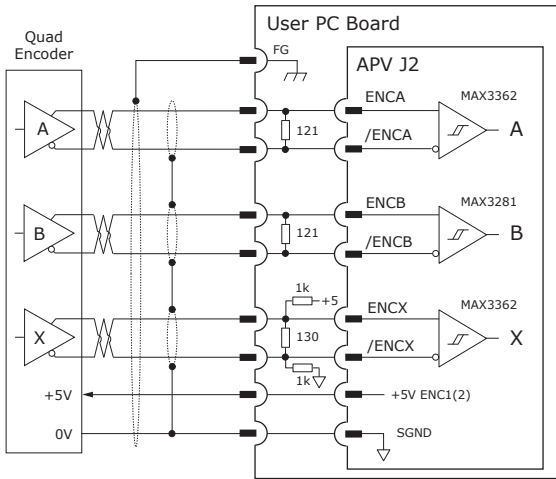 User PC Board
Quad
Encoder
FG
APV J2
ENCA
MAX3362
A
121
A
/ENCA
ENCB
MAX3281
B
121
B
/ENCB
1k
+5
ENCX
MAX3362
X
130
X
/ENCX
1k
+5V
+5V ENC1(2)
0V
SGND